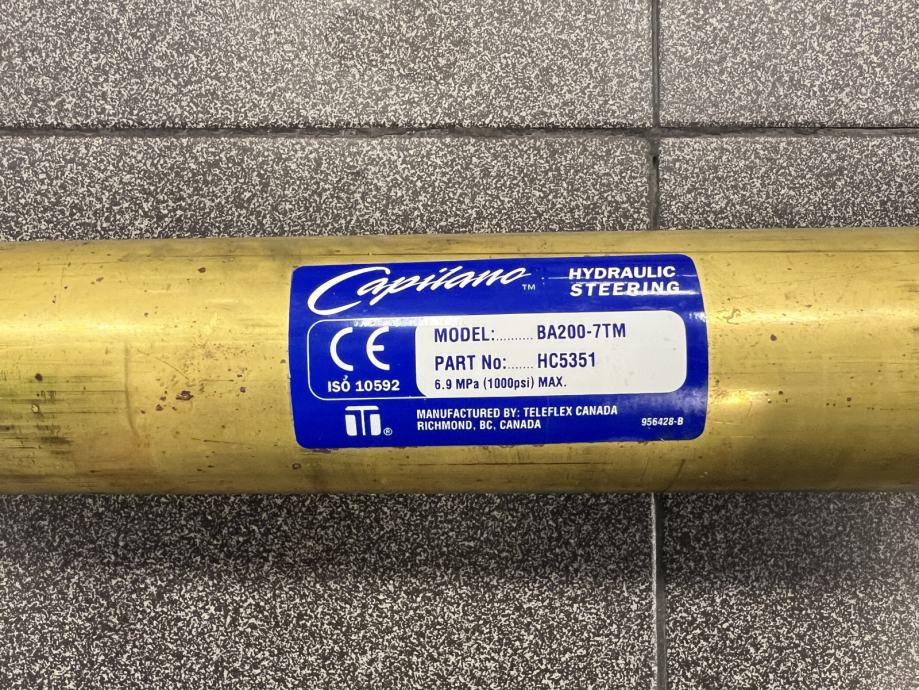 Capilano™
HYDRAULIC
STEERING
CE
ISO 10592
MODEL:.......... BA200-7TM
PART No:....... HC5351
6.9 MPa (1000psi) MAX.
®
MANUFACTURED BY: TELEFLEX CANADA
RICHMOND, BC, CANADA
956428-B